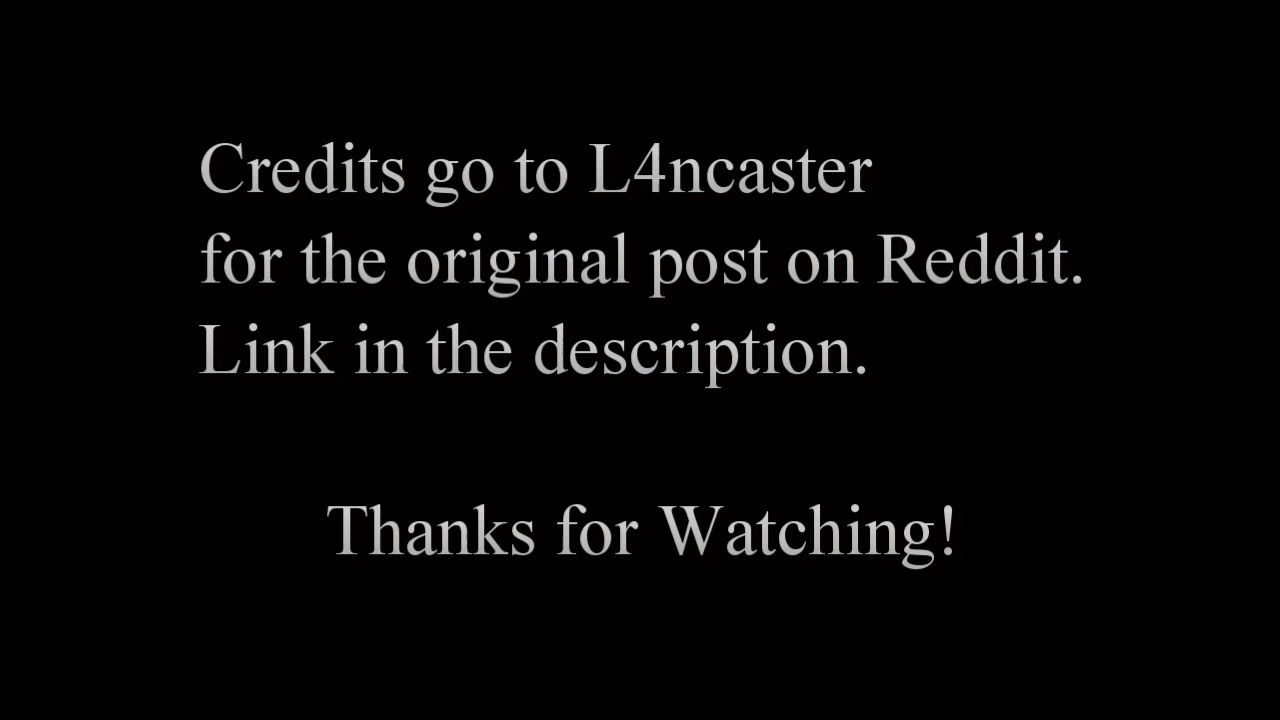 Credits go to L4ncaster
for the original post on Reddit.
Link in the description.
Thanks for Watching!